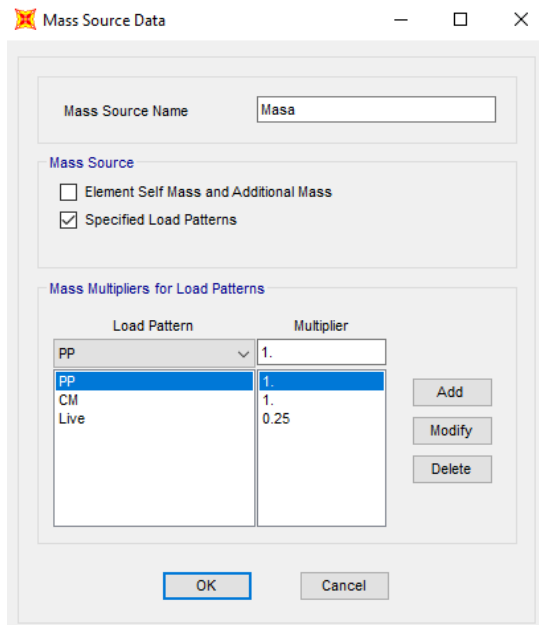 Mass Source Data
Mass Source Name Masa
Mass Source
Element Self Mass and Additional Mass
Specified Load Patterns
Mass Multipliers for Load Patterns
Load Pattern Multiplier
PP 1.
PP 1.
CM 1.
Live 0.25
Add
Modify
Delete
OK Cancel